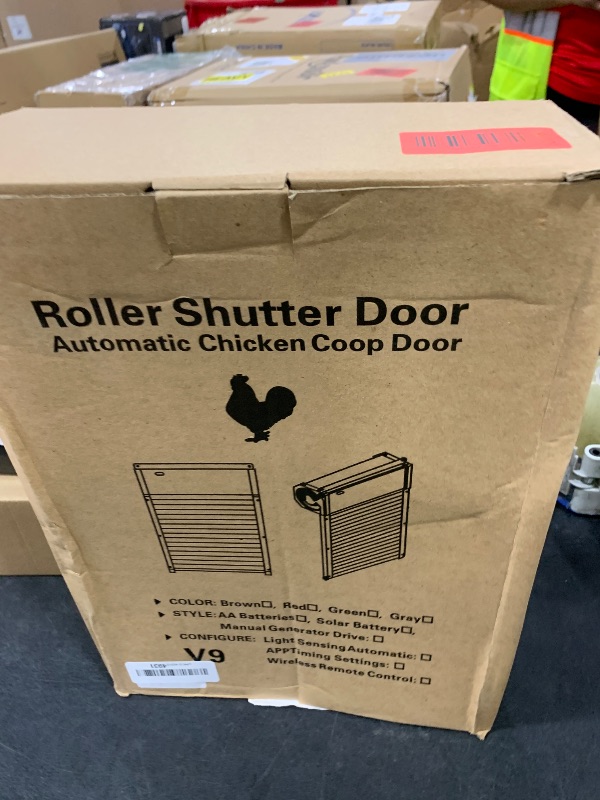 Roller Shutter Door
Automatic Chicken Coop Door
▶ COLOR: Brown☐, Red☐, Green☐, Gray☐
▶ STYLE: AA Batteries☐, Solar Battery☐,
Manual Generator Drive: ☐
▶ CONFIGURE: Light Sensing Automatic: ☐
APPTiming Settings: ☐
Wireless Remote Control: ☐
V9